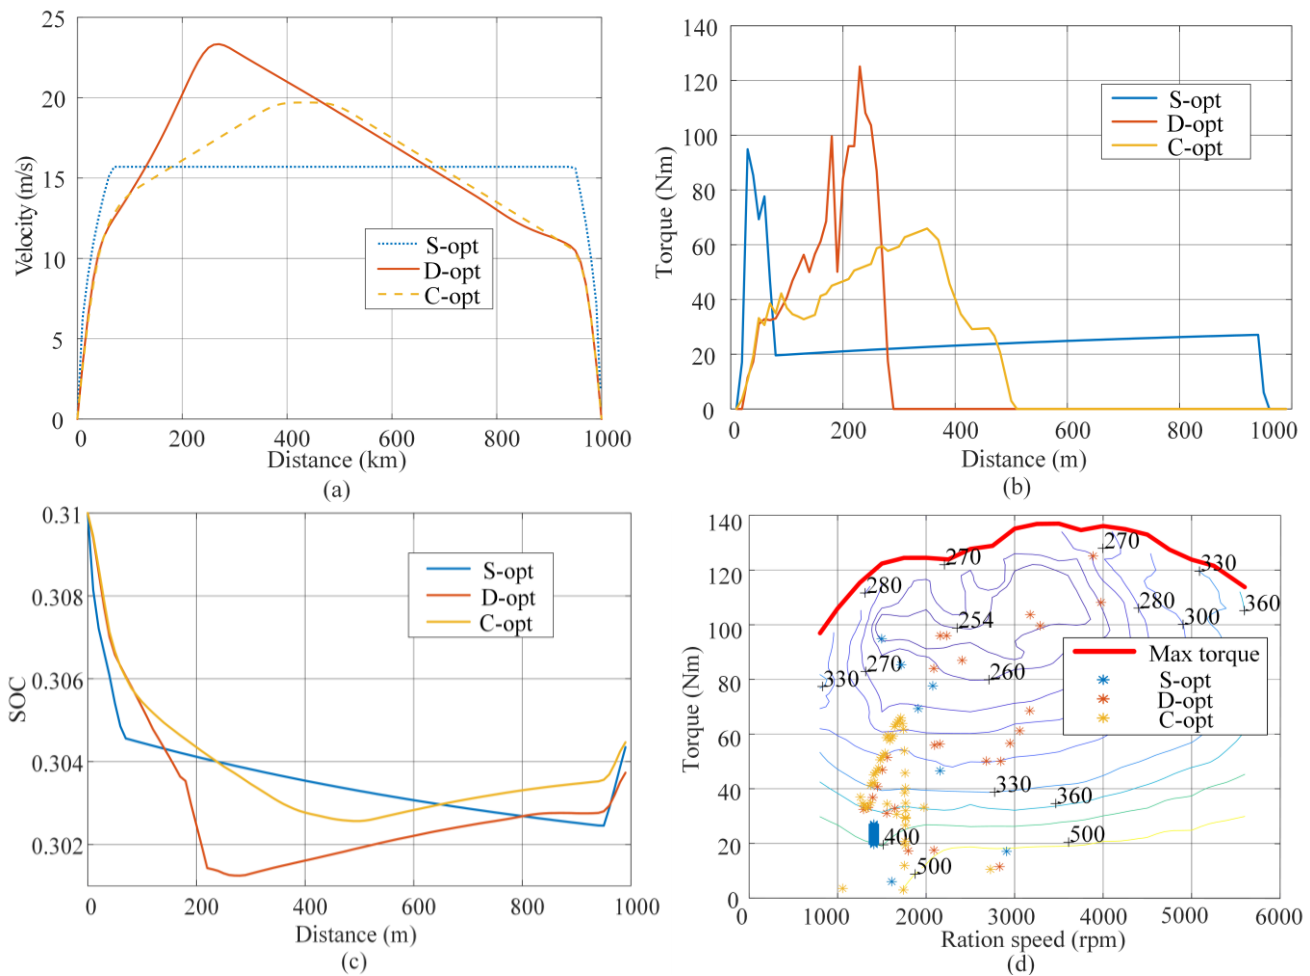 25
20
15
10
5
0
Velocity (m/s)
S-opt
D-opt
C-opt
0 200 400 600 800 1000
Distance (km)
(a)
140
120
100
80
60
40
20
0
Torque (Nm)
S-opt
D-opt
C-opt
0 200 400 600 800 1000
Distance (m)
(b)
0.31
0.308
0.306
0.304
0.302
SOC
S-opt
D-opt
C-opt
0 200 400 600 800 1000
Distance (m)
(c)
140
120
100
80
60
40
20
0
Torque (Nm)
270
270
330
280
280
360
254
300
270
260
330
330
360
400
500
500
Max torque
S-opt
D-opt
C-opt
0 1000 2000 3000 4000 5000 6000
Ration speed (rpm)
(d)